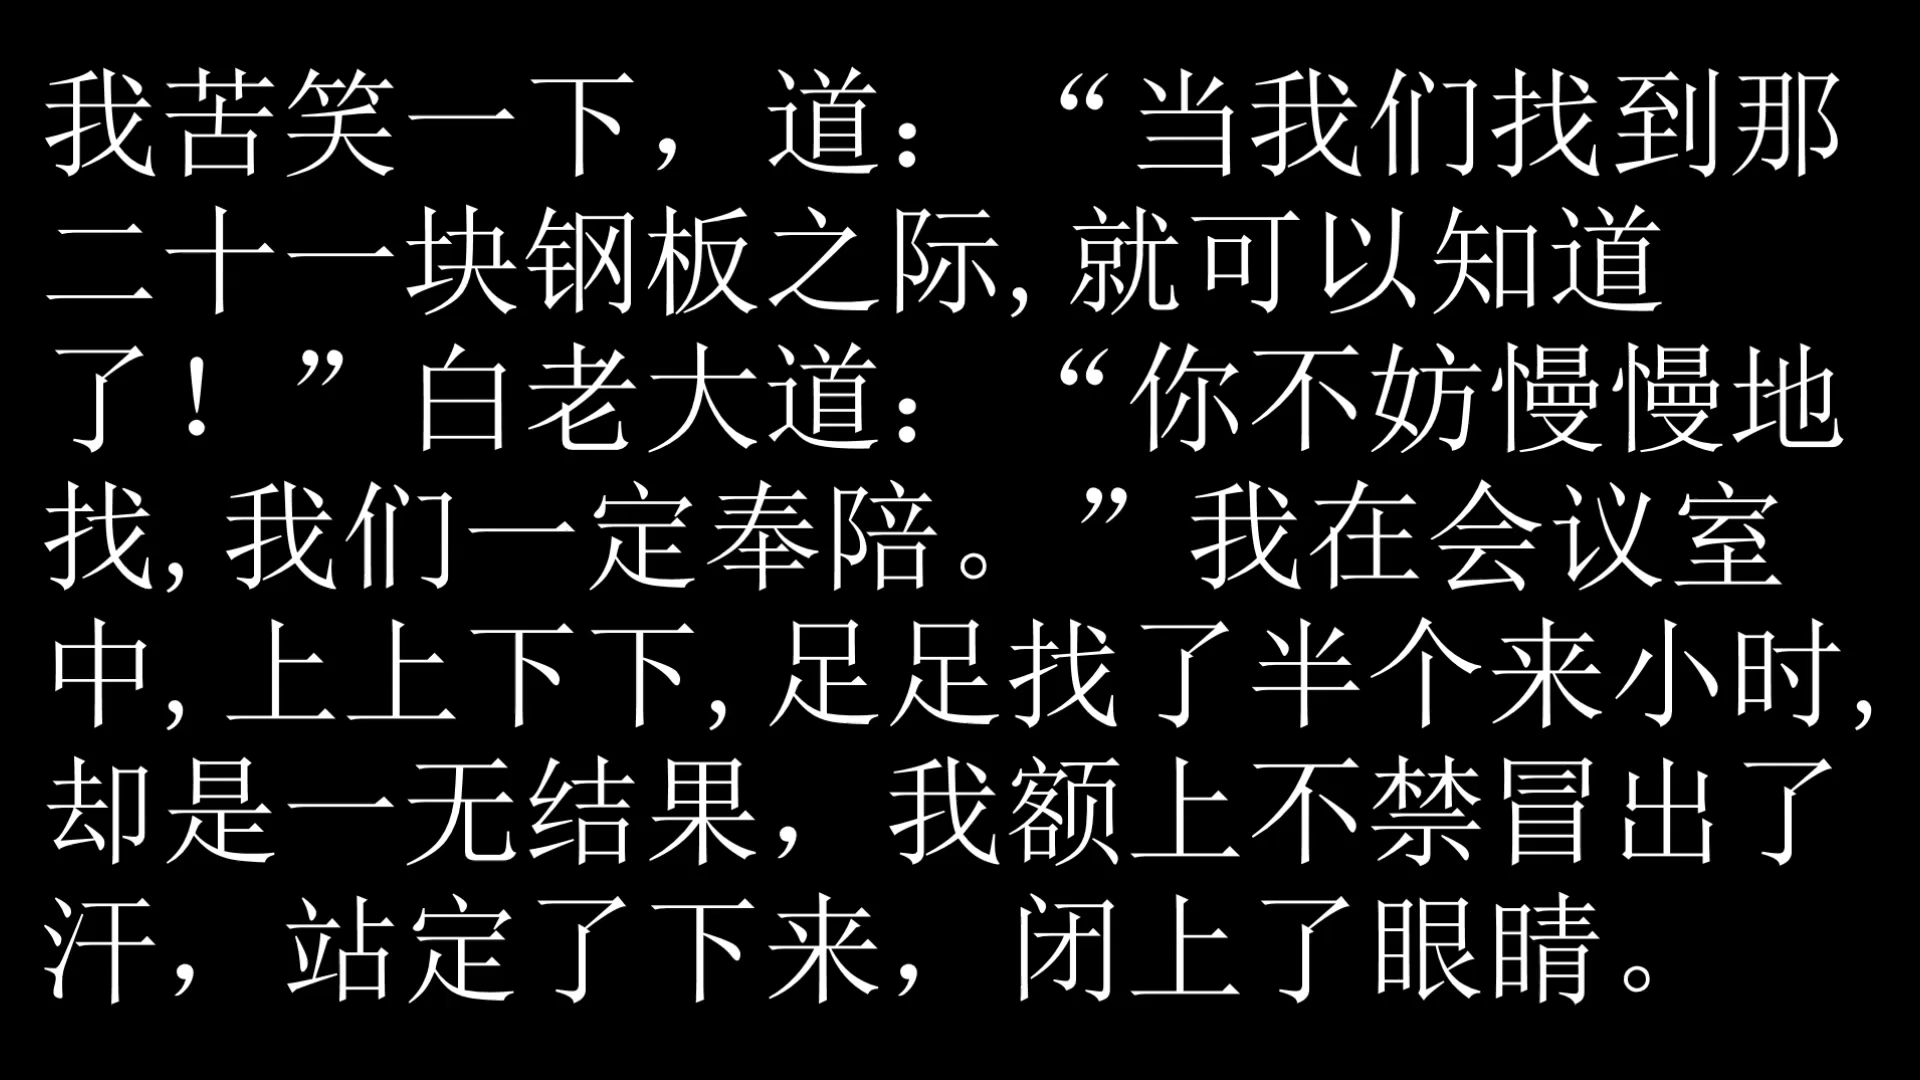 我苦笑一下，道：“当我们找到那
二十一块钢板之际,就可以知道
了！”白老大道：“你不妨慢慢地
找,我们一定奉陪。”我在会议室
中,上上下下,足足找了半个来小时,
却是一无结果，我额上不禁冒出了
汗，站定了下来，闭上了眼睛。